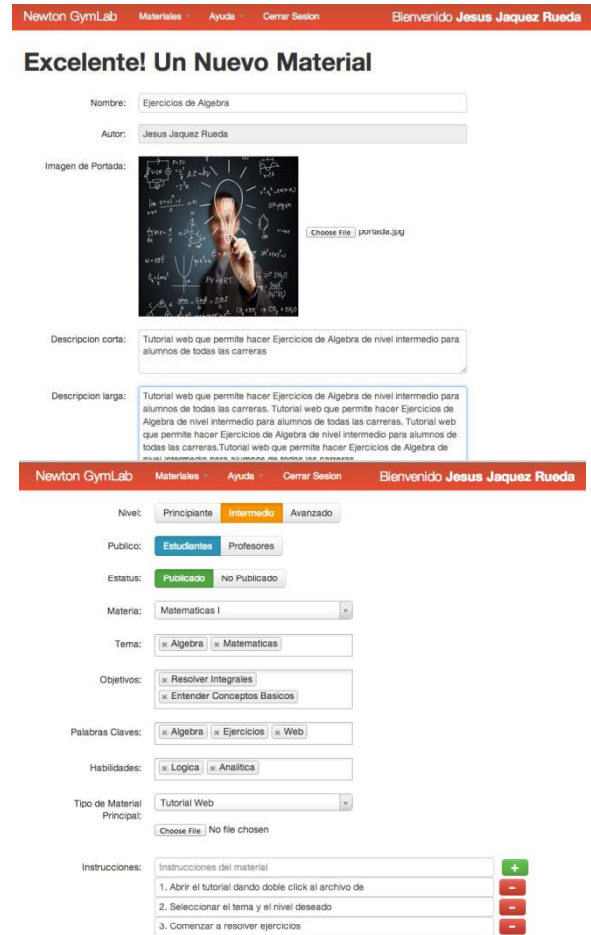 Newton GymLab Materiales Ayuda Cerrar Sesion Bienvenido Jesus Jaquez Rueda
Excelente! Un Nuevo Material
Nombre: Ejercicios de Algebra
Autor: Jesus Jaquez Rueda
Imagen de Portada:
Choose File portada.jpg
Descripcion corta: Tutorial web que permite hacer Ejercicios de Algebra de nivel intermedio para
alumnos de todas las carreras
Descripcion larga: Tutorial web que permite hacer Ejercicios de Algebra de nivel intermedio para
alumnos de todas las carreras. Tutorial web que permite hacer Ejercicios de
Algebra de nivel intermedio para alumnos de todas las carreras. Tutorial web
que permite hacer Ejercicios de Algebra de nivel intermedio para alumnos de
todas las carreras.Tutorial web que permite hacer Ejercicios de Algebra de
nivel intermedio para alumnos de todas las carreras
Newton GymLab Materiales Ayuda Cerrar Sesion Bienvenido Jesus Jaquez Rueda
Nivel: Principiante Intermedio Avanzado
Publico: Estudiantes Profesores
Estatus: Publicado No Publicado
Materia: Matematicas I
Tema: × Algebra × Matematicas
Objetivos: × Resolver Integrales
× Entender Conceptos Basicos
Palabras Claves: × Algebra × Ejercicios × Web
Habilidades: × Logica × Analitica
Tipo de Material Tutorial Web
Principal:
Choose File No file chosen
Instrucciones: Instrucciones del material +
1. Abrir el tutorial dando doble click al archivo de -
2. Seleccionar el tema y el nivel deseado -
3. Comenzar a resolver ejercicios -